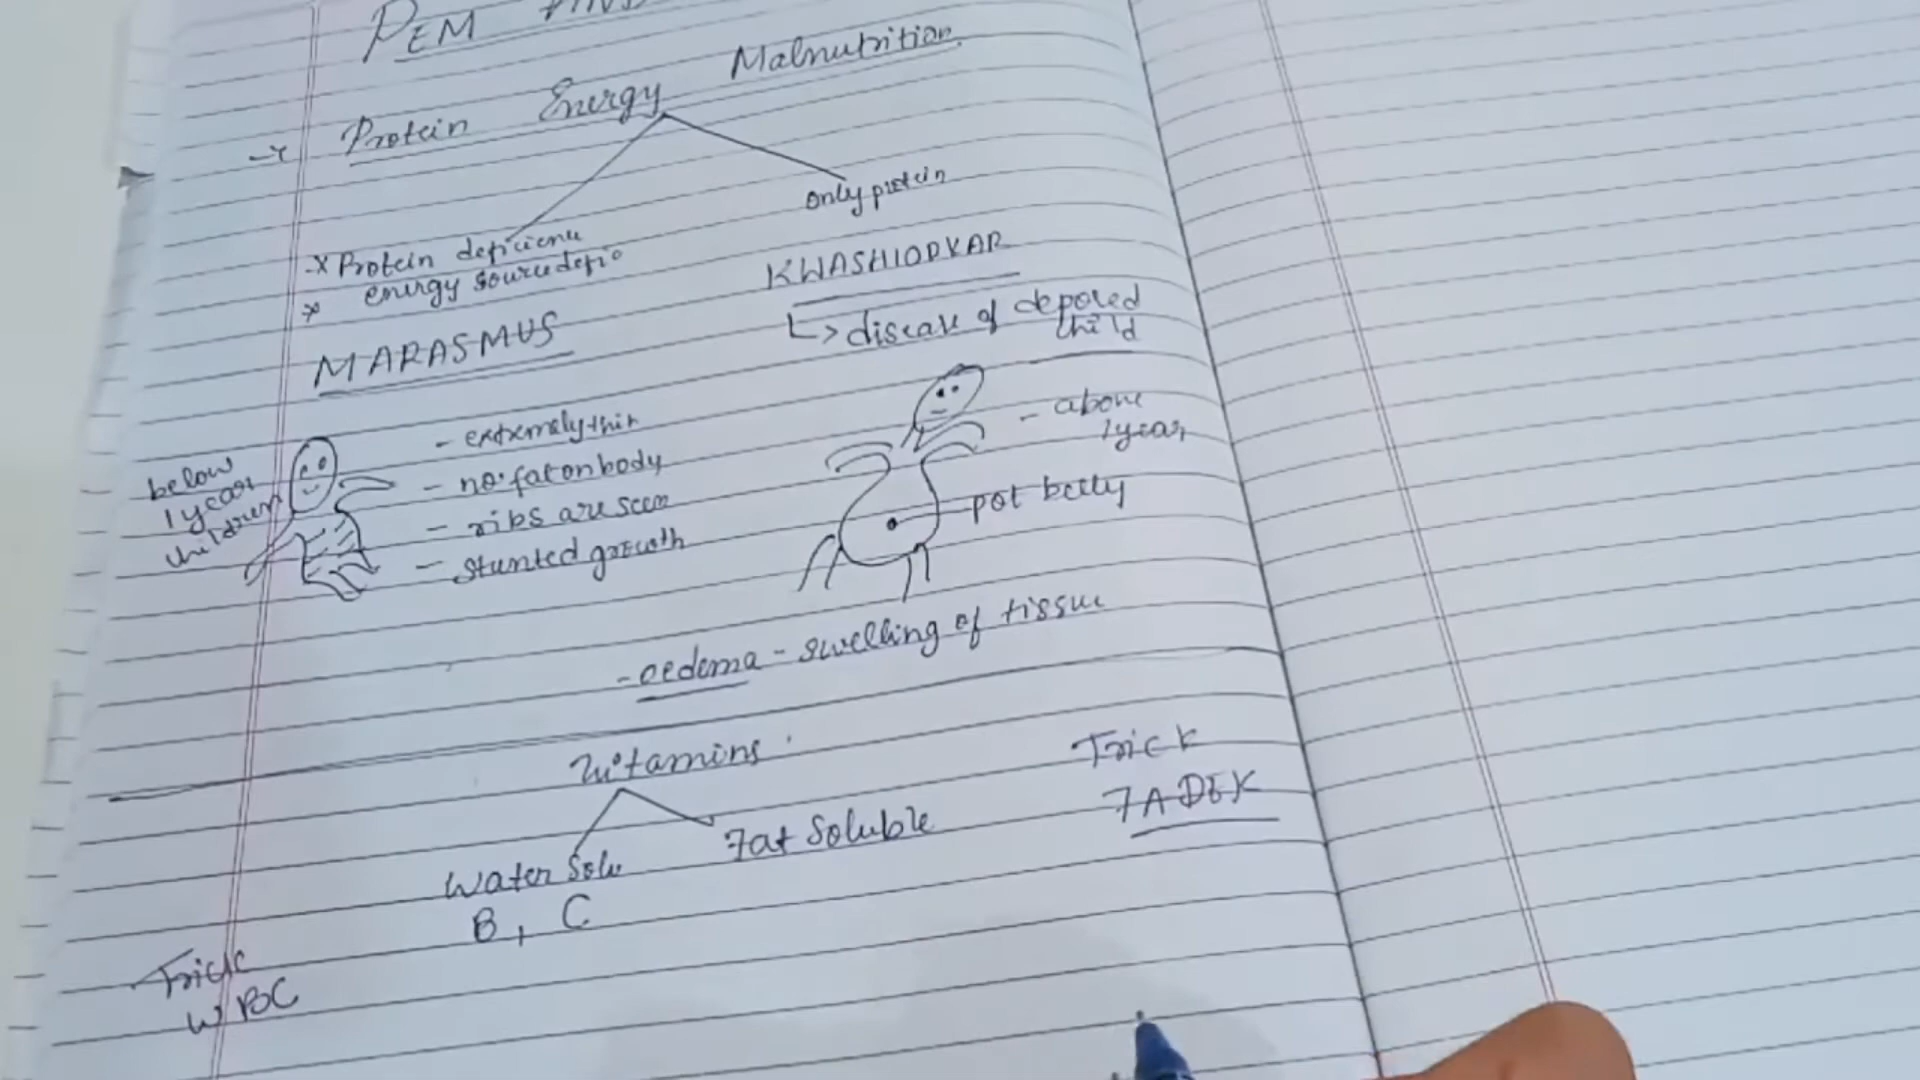 PEM
→ Protein Energy Malnutrition
only protein
* Protein deficienc
* energy source defic
MARASMUS
KWASHIORKAR
↳ disease of depored
child
below
1 year
children
- extremely thin
- no fat on body
- ribs are seen
- stunted growth
- above
1 year
pot belly
- oedema - swelling of tissue
Vitamins
Water Solu
B, C
Fat Soluble
Trick
FADEK
Trick
WBC